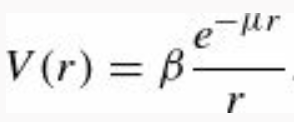 V(r) = β e^{-μr} / r